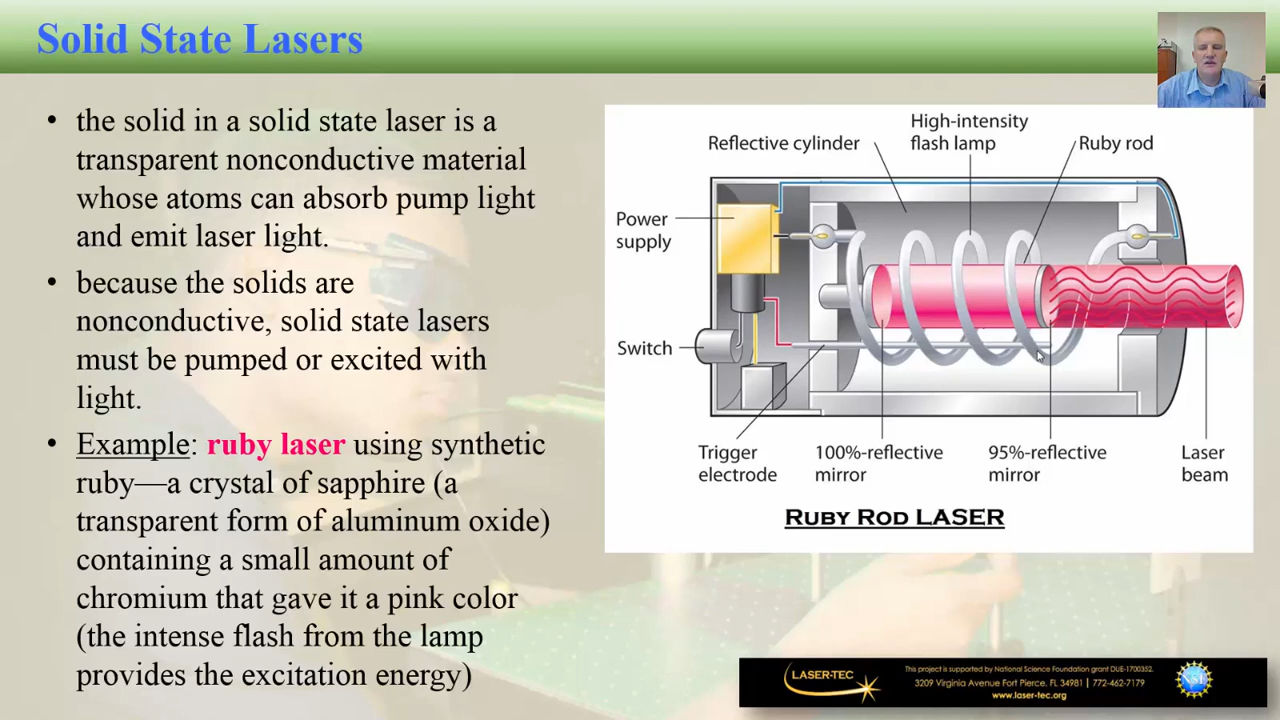 Solid State Lasers
• the solid in a solid state laser is a
transparent nonconductive material
whose atoms can absorb pump light
and emit laser light.
• because the solids are
nonconductive, solid state lasers
must be pumped or excited with
light.
• Example: ruby laser using synthetic
ruby—a crystal of sapphire (a
transparent form of aluminum oxide)
containing a small amount of
chromium that gave it a pink color
(the intense flash from the lamp
provides the excitation energy)
Reflective cylinder
High-intensity
flash lamp
Ruby rod
Power
supply
Switch
Trigger
electrode
100%-reflective
mirror
95%-reflective
mirror
Laser
beam
RUBY ROD LASER
LASER-TEC
This project is supported by National Science Foundation grant DUE-1700352.
3209 Virginia Avenue Fort Pierce, FL 34981 | 772-462-7179
www.laser-tec.org
NSF